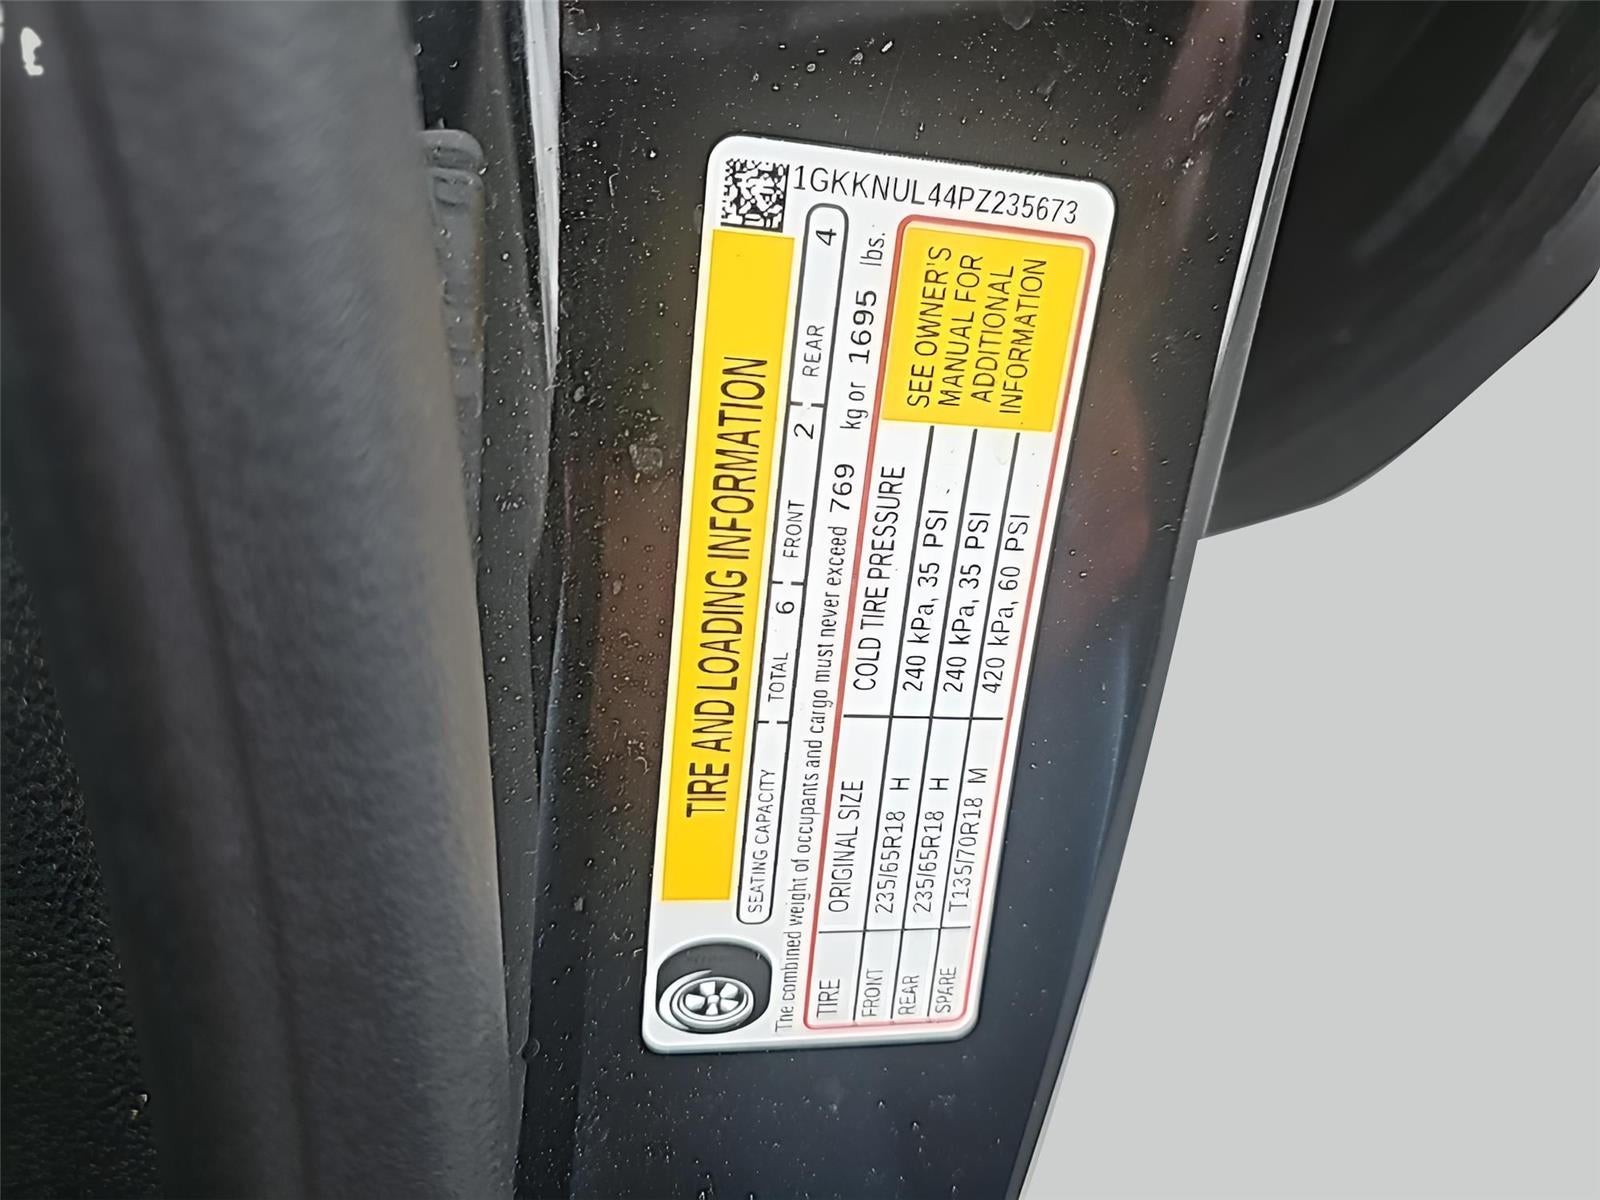 1GKKNUL44PZ235673
TIRE AND LOADING INFORMATION
SEATING CAPACITY TOTAL 6 FRONT 2 REAR 4
The combined weight of occupants and cargo must never exceed 769 kg or 1695 lbs.
TIRE ORIGINAL SIZE COLD TIRE PRESSURE
FRONT 235/65R18 H 240 kPa, 35 PSI
REAR 235/65R18 H 240 kPa, 35 PSI
SPARE T135/70R18 M 420 kPa, 60 PSI
SEE OWNER'S
MANUAL FOR
ADDITIONAL
INFORMATION